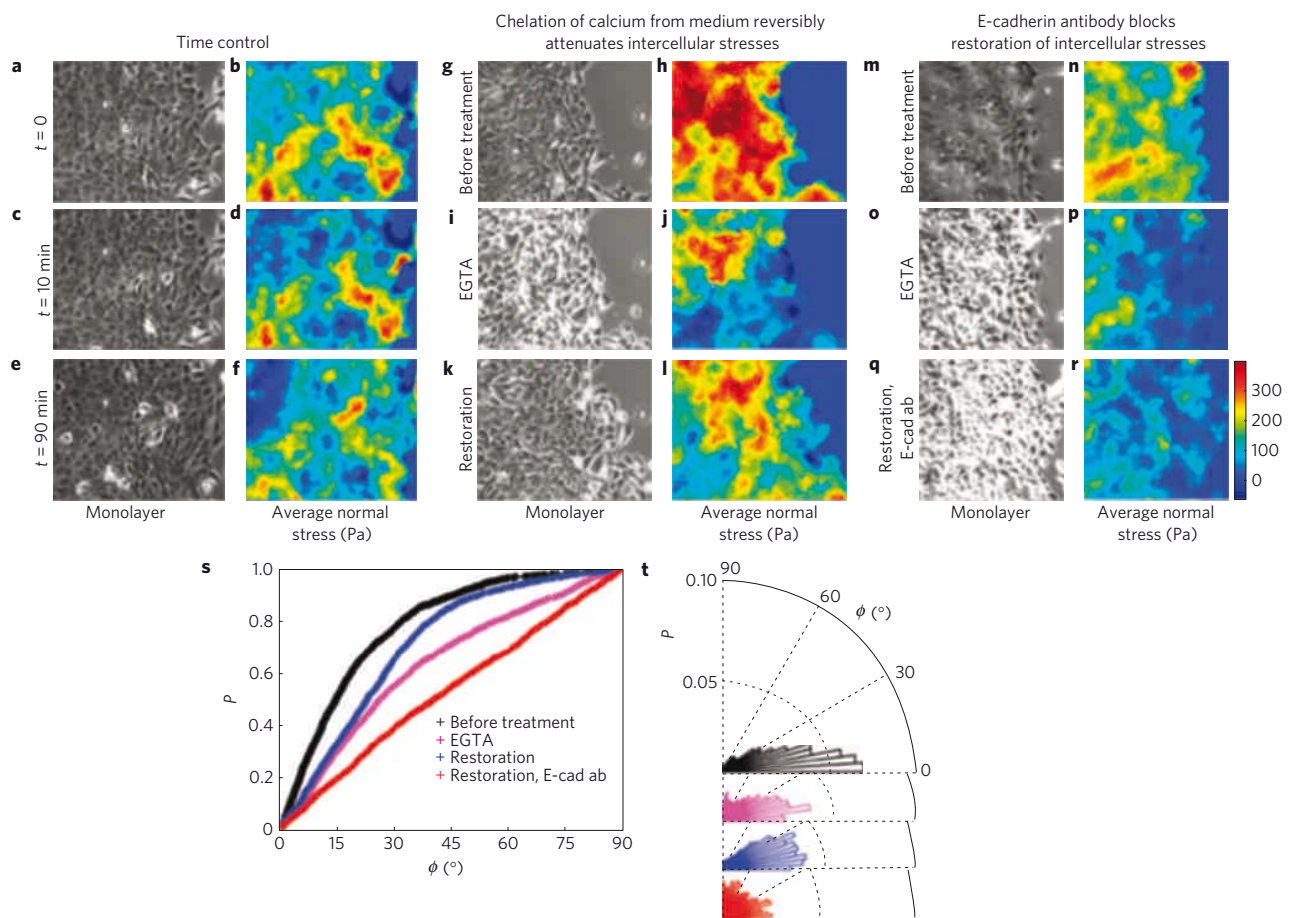 Time control
Chelation of calcium from medium reversibly
attenuates intercellular stresses
E-cadherin antibody blocks
restoration of intercellular stresses
a
b
g
h
m
n
t = 0
Before treatment
Before treatment
c
d
i
j
o
p
t = 10 min
EGTA
EGTA
e
f
k
l
q
r
t = 90 min
Restoration
Restoration,
E-cad ab
300
200
100
0
Monolayer
Average normal
stress (Pa)
Monolayer
Average normal
stress (Pa)
Monolayer
Average normal
stress (Pa)
s
1.0
0.8
0.6
0.4
0.2
0
P
0
15
30
45
60
75
90
ϕ (°)
+ Before treatment
+ EGTA
+ Restoration
+ Restoration, E-cad ab
t
90
0.10
60
ϕ (°)
P
30
0.05
0